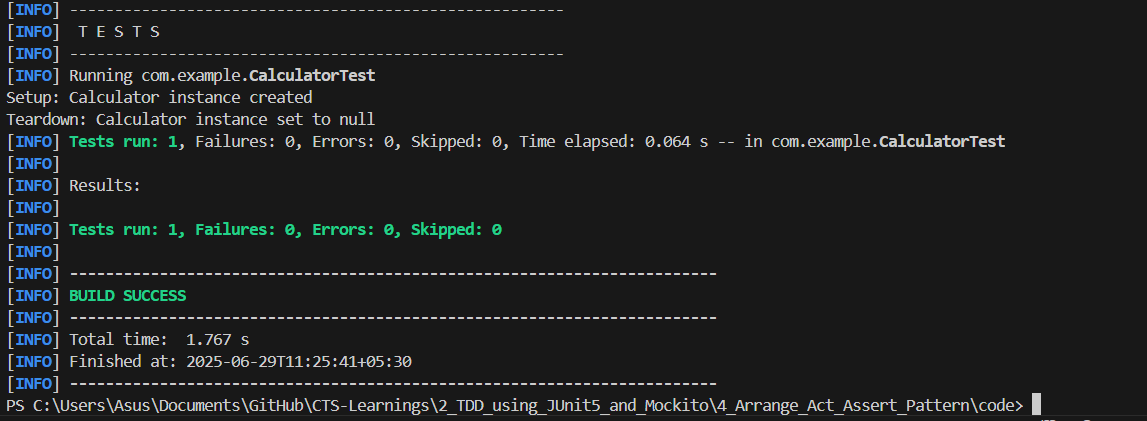 [INFO] -------------------------------------------------------
[INFO]  T E S T S
[INFO] -------------------------------------------------------
[INFO] Running com.example.CalculatorTest
Setup: Calculator instance created
Teardown: Calculator instance set to null
[INFO] Tests run: 1, Failures: 0, Errors: 0, Skipped: 0, Time elapsed: 0.064 s -- in com.example.CalculatorTest
[INFO]
[INFO] Results:
[INFO]
[INFO] Tests run: 1, Failures: 0, Errors: 0, Skipped: 0
[INFO]
[INFO] ------------------------------------------------------------------------
[INFO] BUILD SUCCESS
[INFO] ------------------------------------------------------------------------
[INFO] Total time:  1.767 s
[INFO] Finished at: 2025-06-29T11:25:41+05:30
[INFO] ------------------------------------------------------------------------
PS C:\Users\Asus\Documents\GitHub\CTS-Learnings\2_TDD_using_JUnit5_and_Mockito\4_Arrange_Act_Assert_Pattern\code>